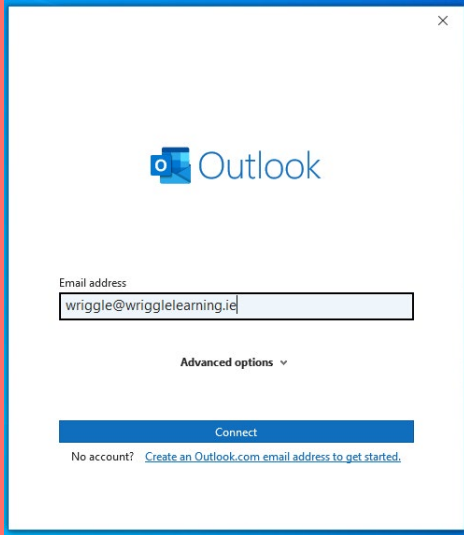 Outlook
Email address
wriggle@wrigglelearning.ie
Advanced options
Connect
No account? Create an Outlook.com email address to get started.